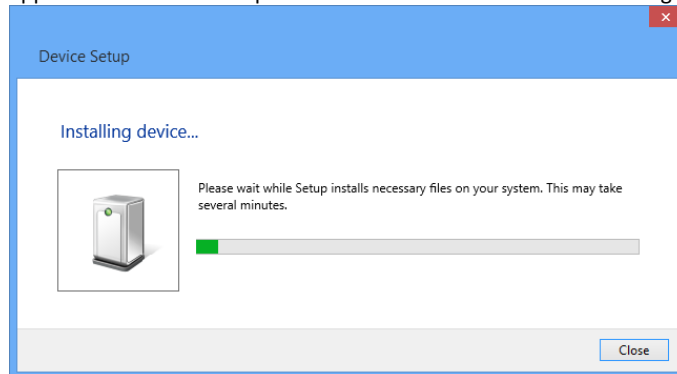 Device Setup
Installing device...
Please wait while Setup installs necessary files on your system. This may take
several minutes.
Close